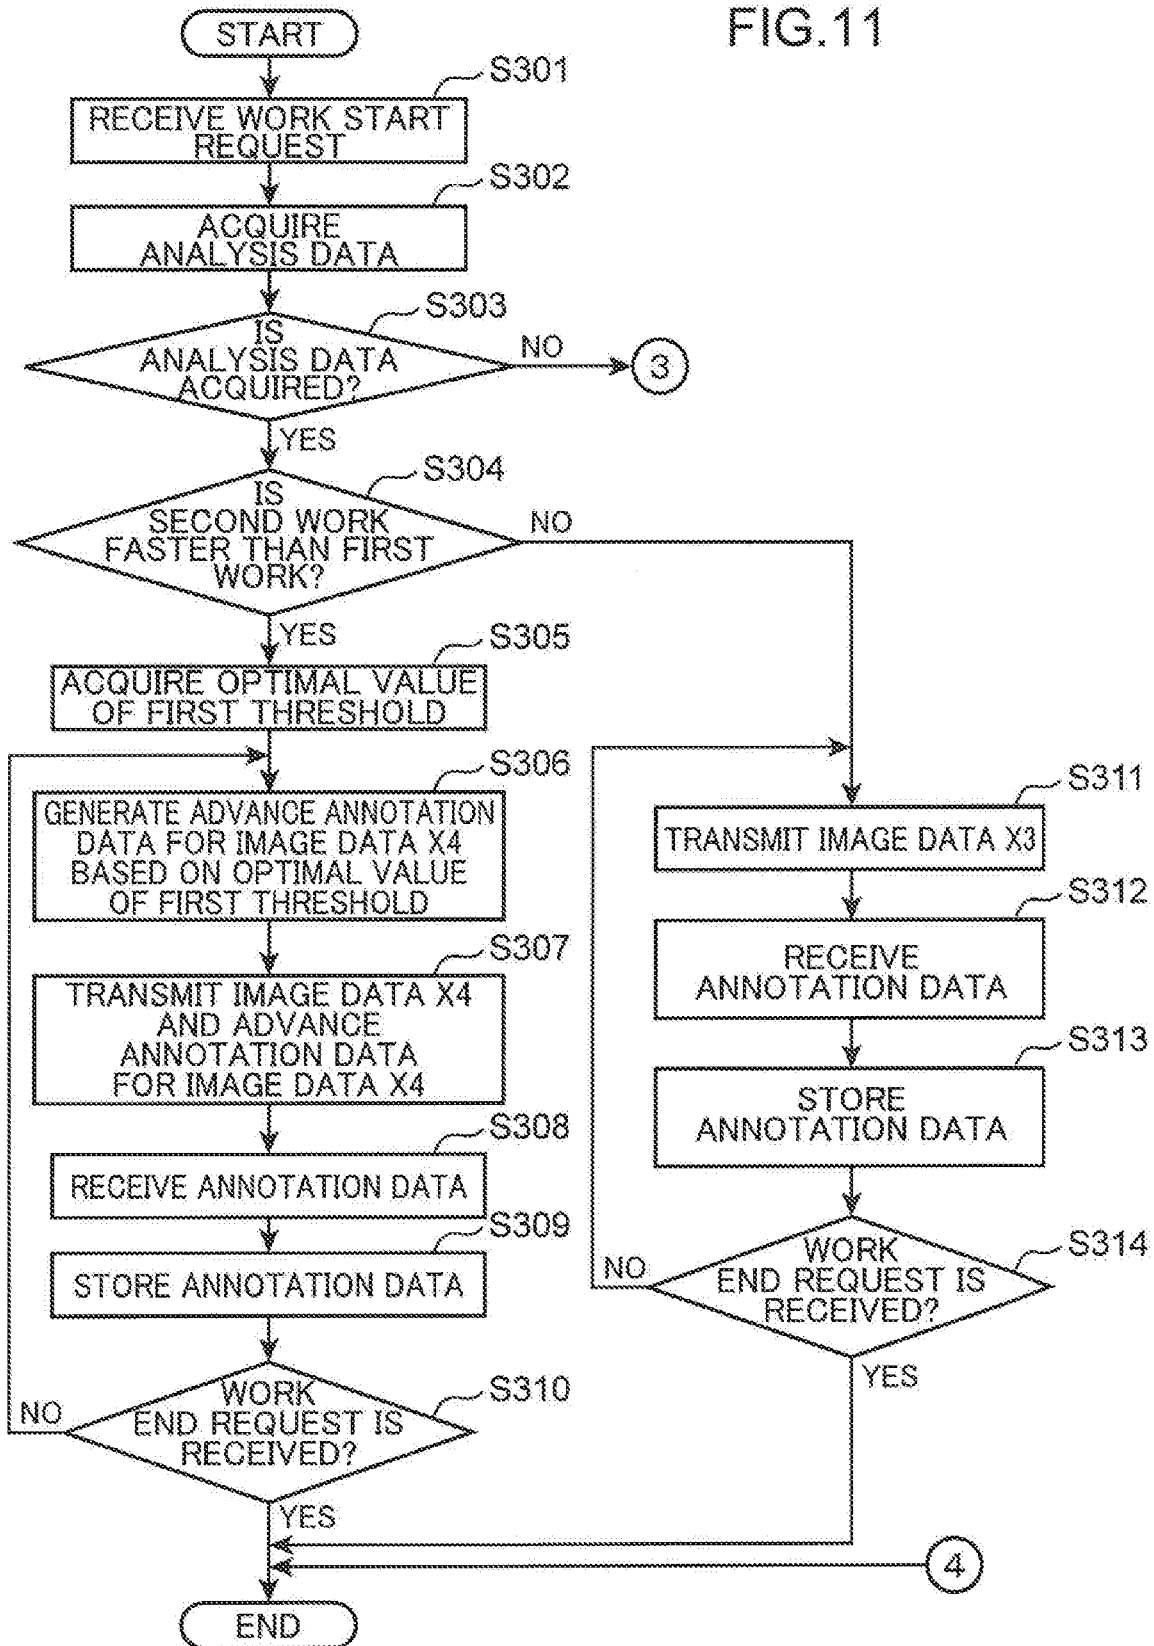 FIG.11
START
S301
RECEIVE WORK START
REQUEST
S302
ACQUIRE
ANALYSIS DATA
S303
IS
ANALYSIS DATA
ACQUIRED?
NO
3
YES
S304
IS
SECOND WORK
FASTER THAN FIRST
WORK?
NO
YES
S305
ACQUIRE OPTIMAL VALUE
OF FIRST THRESHOLD
S306
GENERATE ADVANCE ANNOTATION
DATA FOR IMAGE DATA X4
BASED ON OPTIMAL VALUE
OF FIRST THRESHOLD
S307
TRANSMIT IMAGE DATA X4
AND ADVANCE
ANNOTATION DATA
FOR IMAGE DATA X4
S308
RECEIVE ANNOTATION DATA
S309
STORE ANNOTATION DATA
S310
WORK
END REQUEST IS
RECEIVED?
NO
YES
S311
TRANSMIT IMAGE DATA X3
S312
RECEIVE
ANNOTATION DATA
S313
STORE
ANNOTATION DATA
S314
WORK
END REQUEST IS
RECEIVED?
NO
YES
4
END